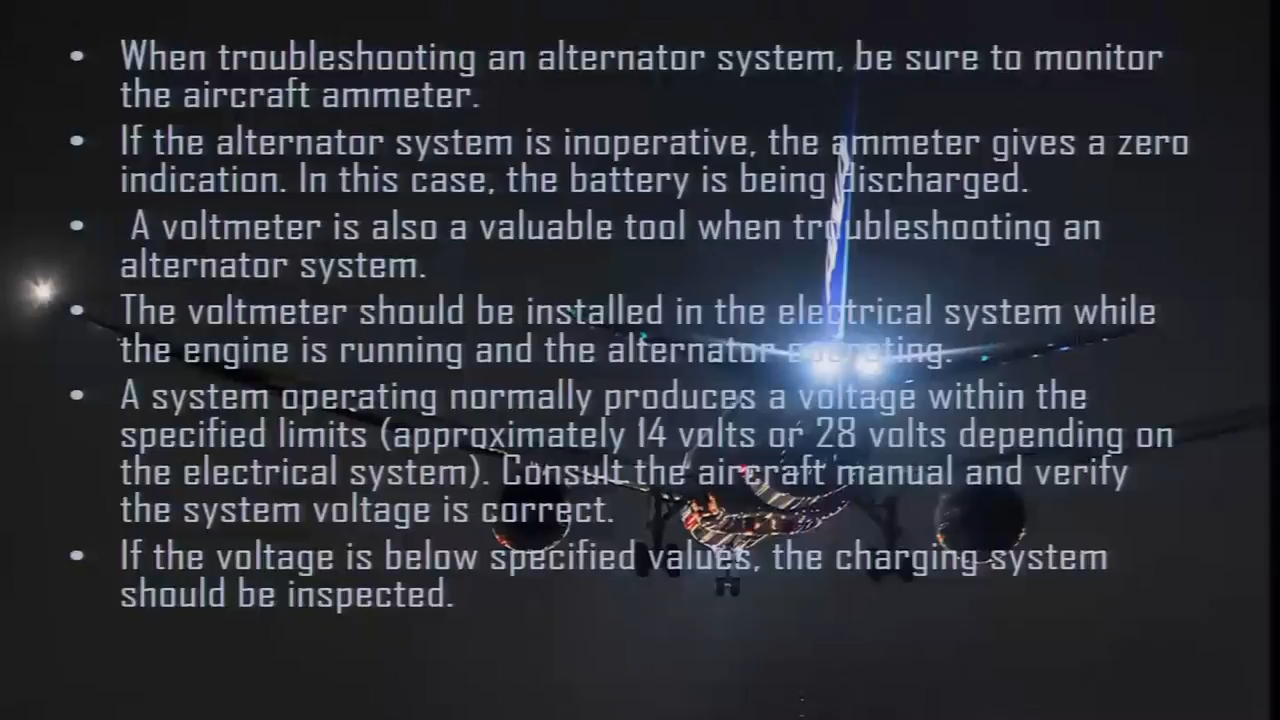 • When troubleshooting an alternator system, be sure to monitor
the aircraft ammeter.
• If the alternator system is inoperative, the ammeter gives a zero
indication. In this case, the battery is being discharged.
• A voltmeter is also a valuable tool when troubleshooting an
alternator system.
• The voltmeter should be installed in the electrical system while
the engine is running and the alternator operating.
• A system operating normally produces a voltage within the
specified limits (approximately 14 volts or 28 volts depending on
the electrical system). Consult the aircraft manual and verify
the system voltage is correct.
• If the voltage is below specified values, the charging system
should be inspected.